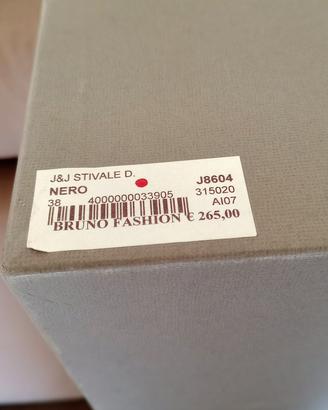 J&J STIVALE D.
NERO J8604
38 4000000033905 315020
AI07
BRUNO FASHION € 265,00